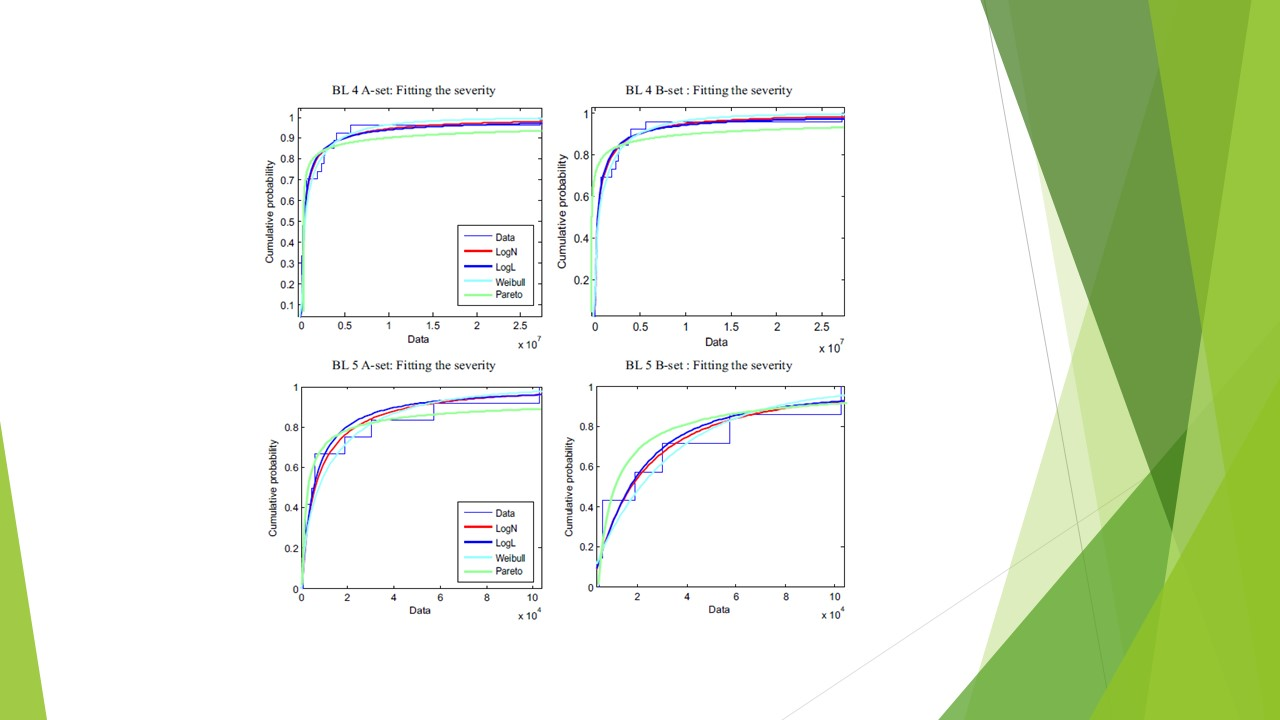 BL 4 A-set: Fitting the severity
1
0.9
0.8
0.7
0.6
0.5
0.4
0.3
0.2
0.1
Cumulative probability
Data
LogN
LogL
Weibull
Pareto
0 0.5 1 1.5 2 2.5
Data
x 10^7
BL 4 B-set : Fitting the severity
1
0.8
0.6
0.4
0.2
Cumulative probability
0 0.5 1 1.5 2 2.5
Data
x 10^7
BL 5 A-set: Fitting the severity
1
0.8
0.6
0.4
0.2
0
Cumulative probability
Data
LogN
LogL
Weibull
Pareto
0 2 4 6 8 10
Data
x 10^4
BL 5 B-set : Fitting the severity
1
0.8
0.6
0.4
0.2
0
Cumulative probability
2 4 6 8 10
Data
x 10^4